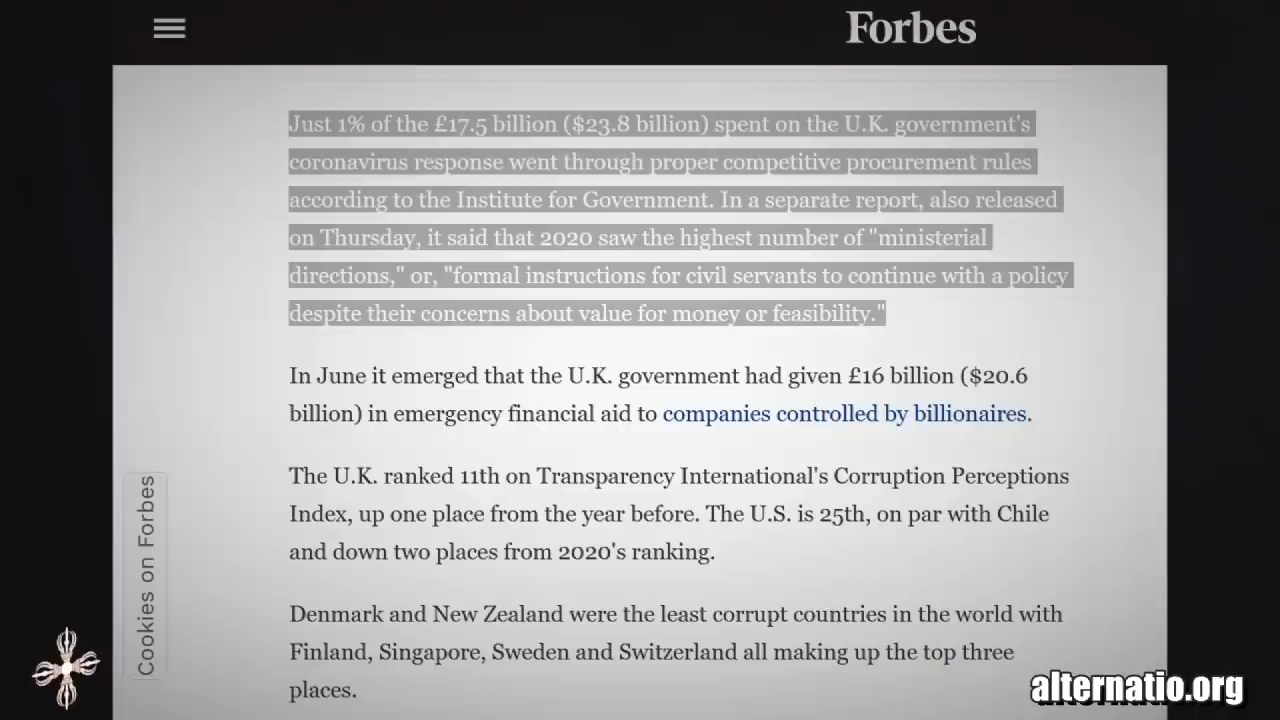 Forbes
Just 1% of the £17.5 billion ($23.8 billion) spent on the U.K. government's
coronavirus response went through proper competitive procurement rules
according to the Institute for Government. In a separate report, also released
on Thursday, it said that 2020 saw the highest number of "ministerial
directions," or, "formal instructions for civil servants to continue with a policy
despite their concerns about value for money or feasibility."
In June it emerged that the U.K. government had given £16 billion ($20.6
billion) in emergency financial aid to companies controlled by billionaires.
The U.K. ranked 11th on Transparency International's Corruption Perceptions
Index, up one place from the year before. The U.S. is 25th, on par with Chile
and down two places from 2020's ranking.
Denmark and New Zealand were the least corrupt countries in the world with
Finland, Singapore, Sweden and Switzerland all making up the top three
places.
Cookies on Forbes
alternatio.org